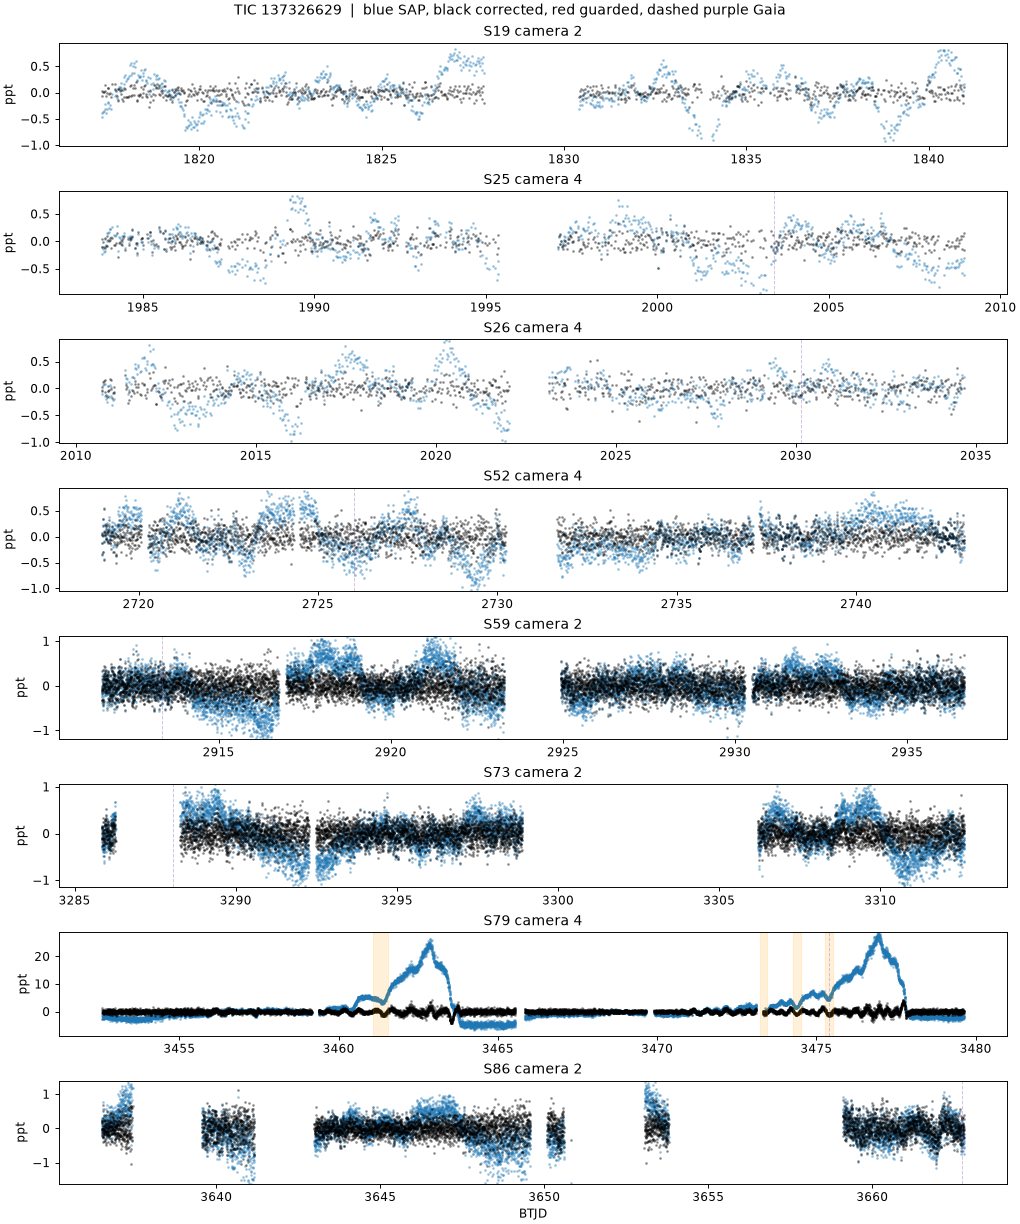 TIC 137326629 | blue SAP, black corrected, red guarded, dashed purple Gaia
S19 camera 2
ppt
0.5
0.0
−0.5
−1.0
1820 1825 1830 1835 1840
S25 camera 4
ppt
0.5
0.0
−0.5
1985 1990 1995 2000 2005 2010
S26 camera 4
ppt
0.5
0.0
−0.5
−1.0
2010 2015 2020 2025 2030 2035
S52 camera 4
ppt
0.5
0.0
−0.5
−1.0
2720 2725 2730 2735 2740
S59 camera 2
ppt
1
0
−1
2915 2920 2925 2930 2935
S73 camera 2
ppt
1
0
−1
3285 3290 3295 3300 3305 3310
S79 camera 4
ppt
20
10
0
3455 3460 3465 3470 3475 3480
S86 camera 2
ppt
1
0
−1
3640 3645 3650 3655 3660
BTJD